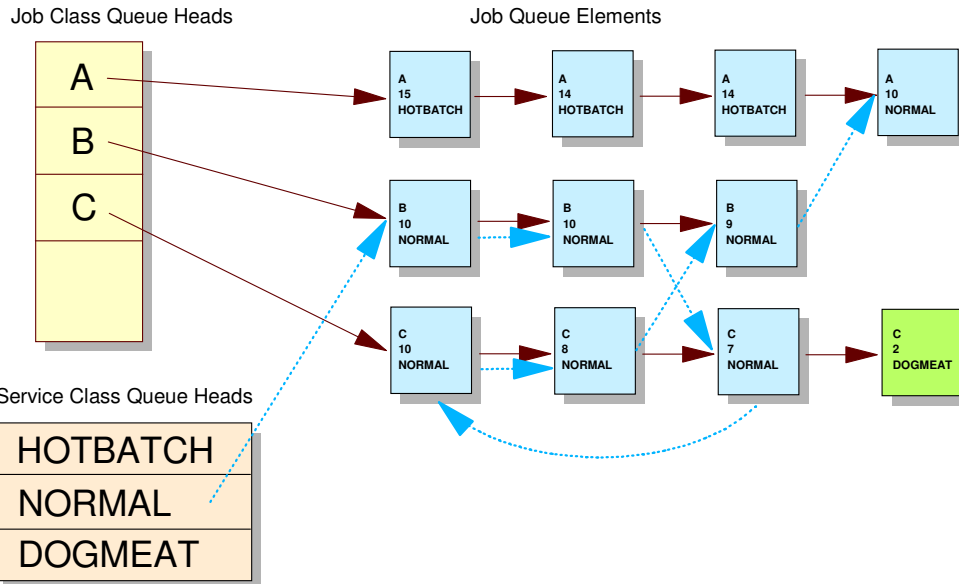 Job Class Queue Heads
Job Queue Elements
A
B
C
A
15
HOTBATCH
A
14
HOTBATCH
A
14
HOTBATCH
A
10
NORMAL
B
10
NORMAL
B
10
NORMAL
B
9
NORMAL
C
10
NORMAL
C
8
NORMAL
C
7
NORMAL
C
2
DOGMEAT
Service Class Queue Heads
HOTBATCH
NORMAL
DOGMEAT